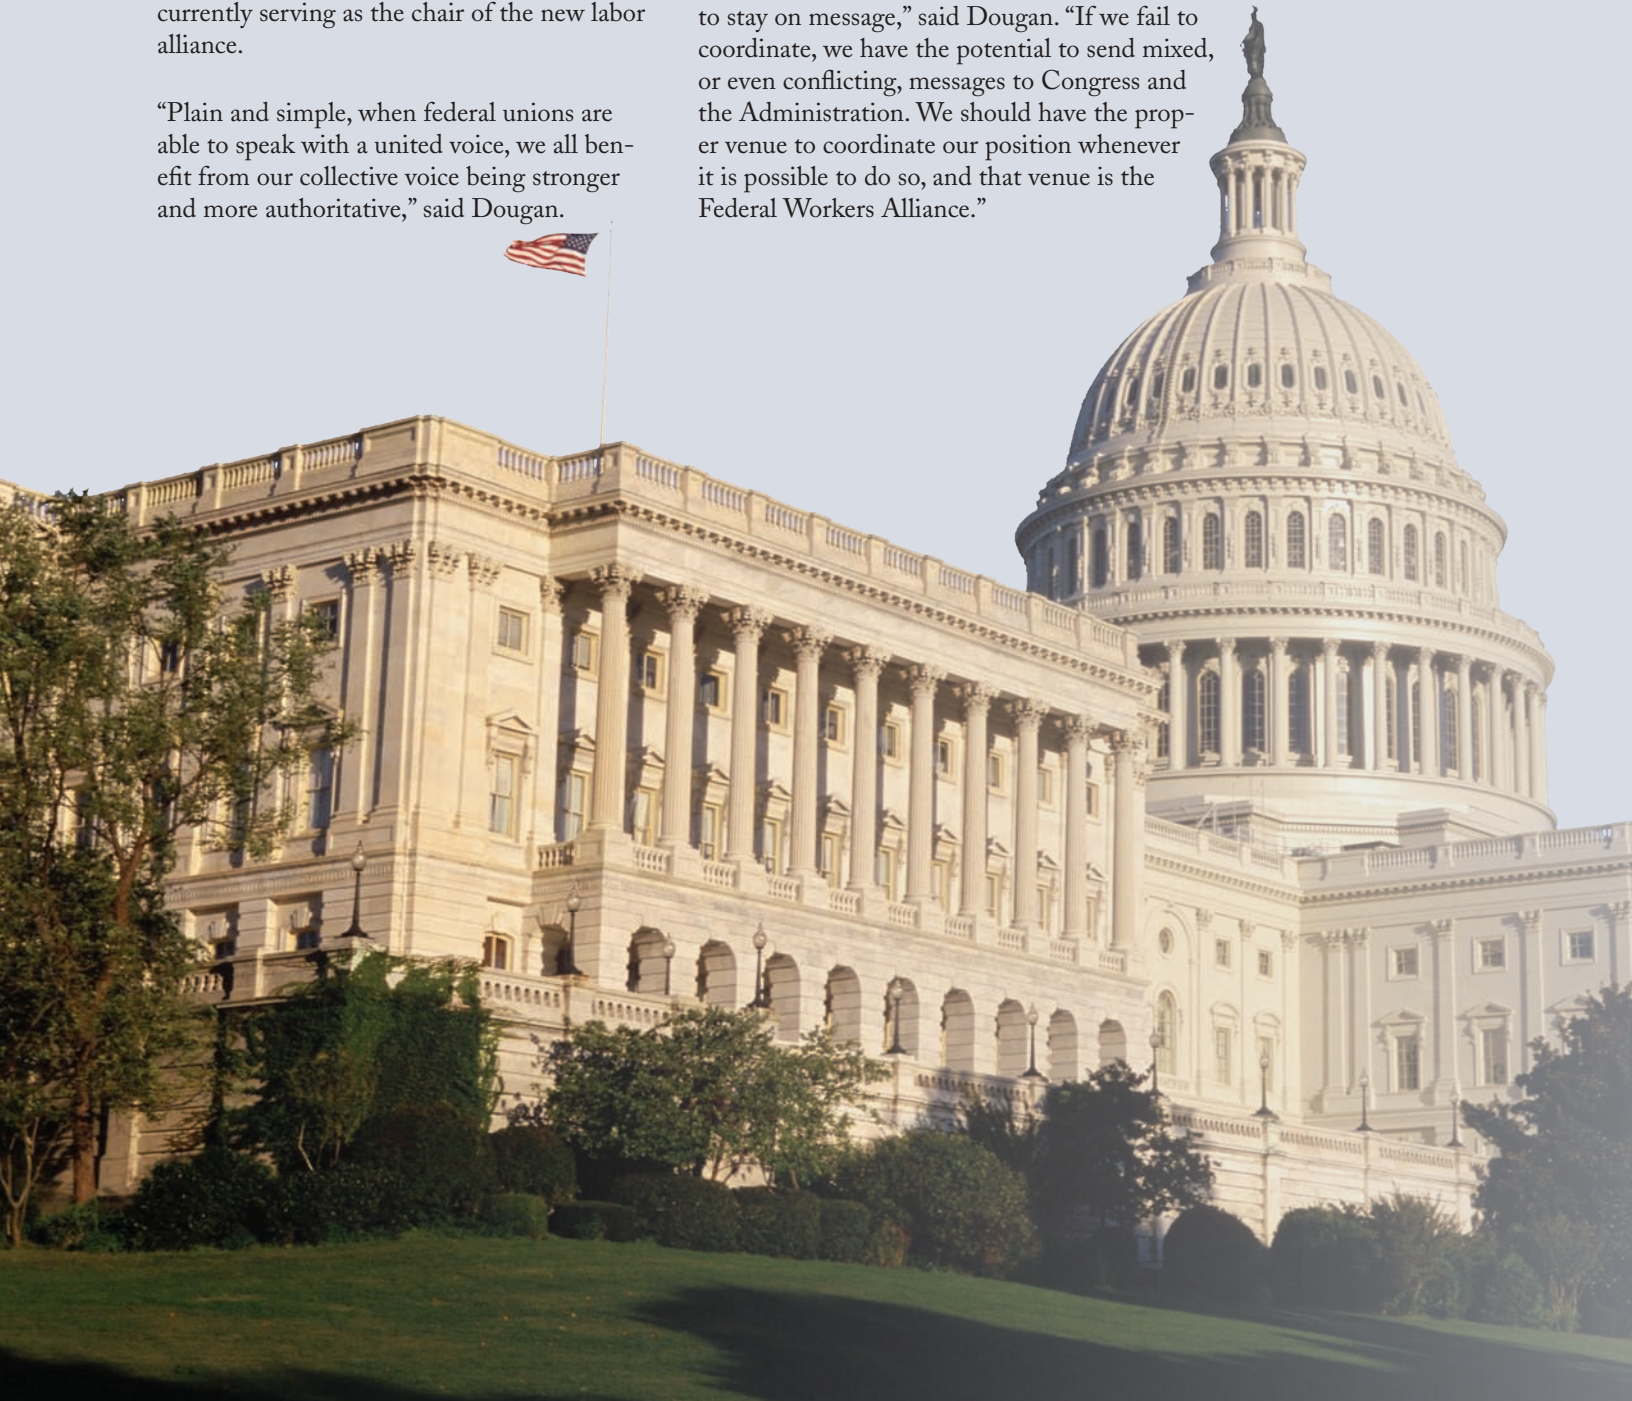 currently serving as the chair of the new labor
alliance.
“Plain and simple, when federal unions are
able to speak with a united voice, we all ben-
efit from our collective voice being stronger
and more authoritative,” said Dougan.
to stay on message,” said Dougan. “If we fail to
coordinate, we have the potential to send mixed,
or even conflicting, messages to Congress and
the Administration. We should have the prop-
er venue to coordinate our position whenever
it is possible to do so, and that venue is the
Federal Workers Alliance.”